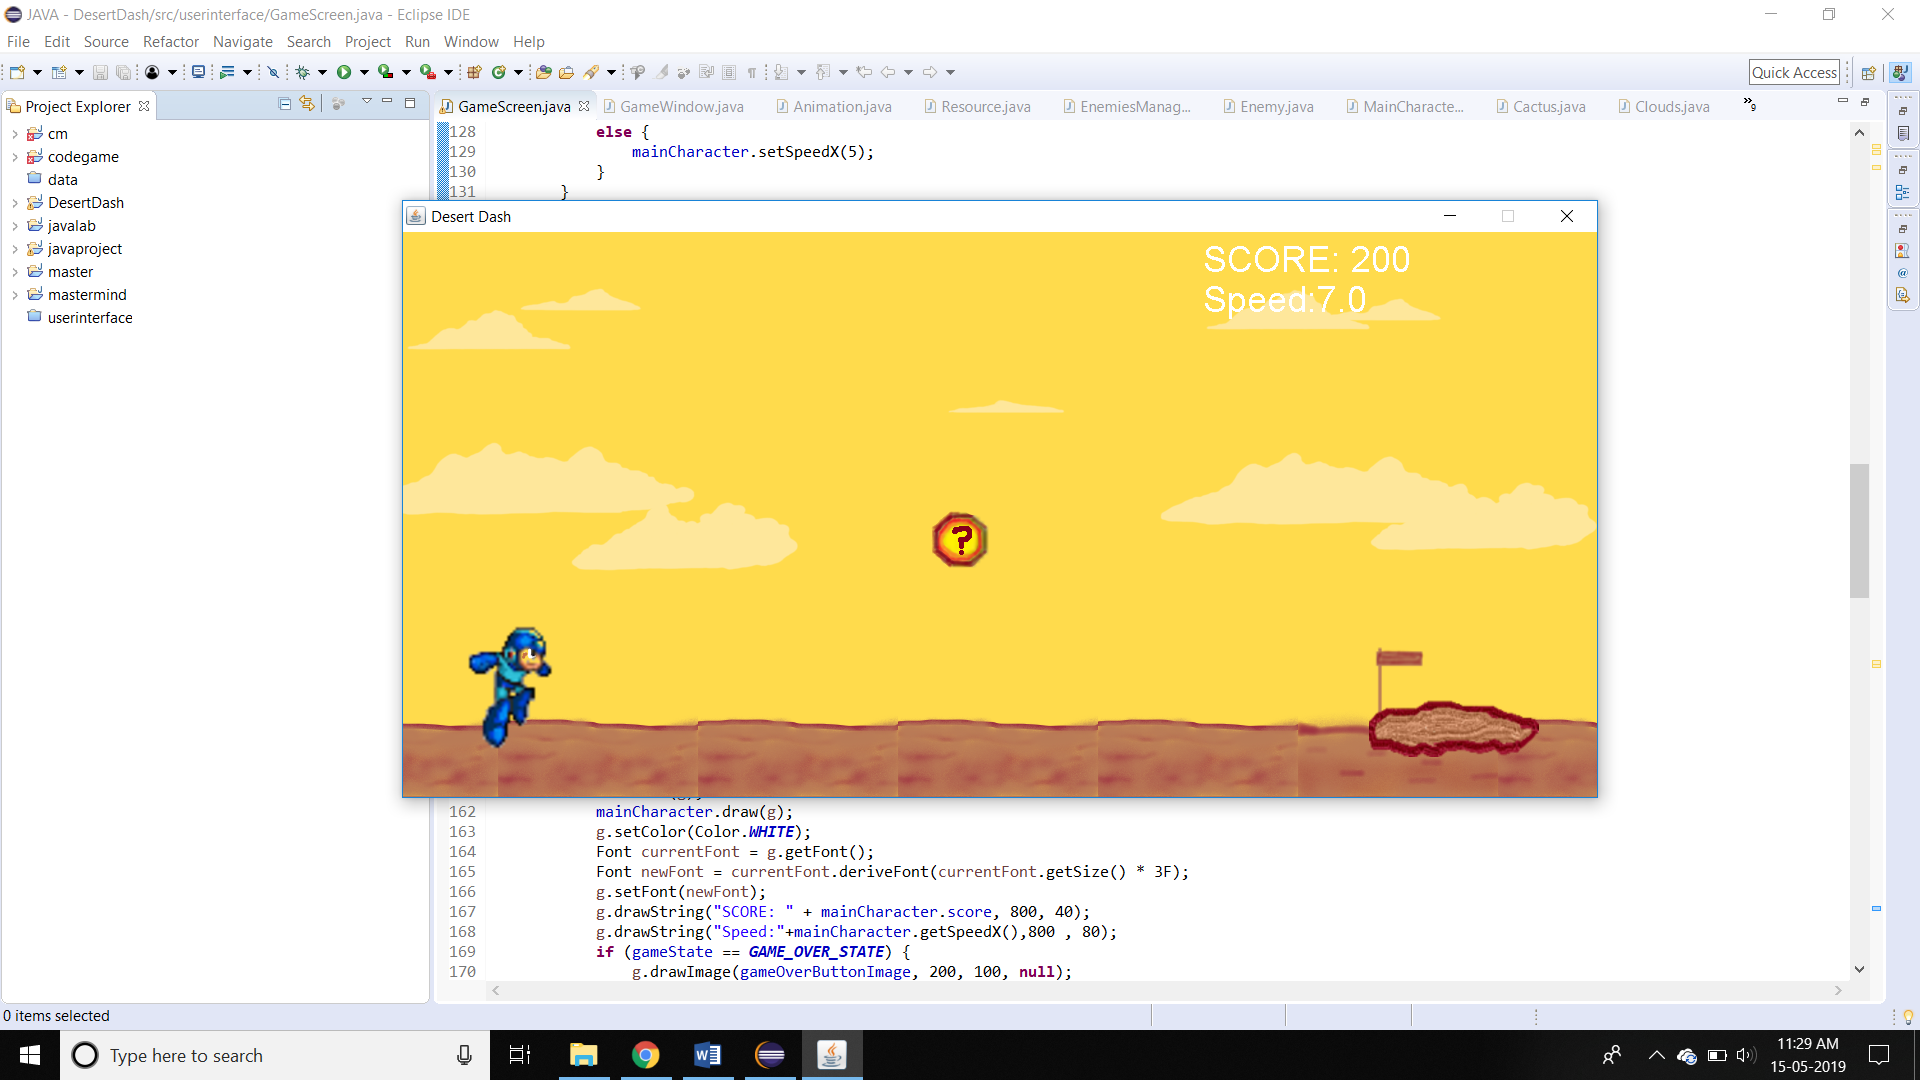 JAVA - DesertDash/src/userinterface/GameScreen.java - Eclipse IDE
File Edit Source Refactor Navigate Search Project Run Window Help
Quick Access
Project Explorer
GameScreen.java GameWindow.java Animation.java Resource.java EnemiesManag... Enemy.java MainCharacte... Cactus.java Clouds.java »9
cm
codegame
data
DesertDash
javalab
javaproject
master
mastermind
userinterface
128 else {
129 mainCharacter.setSpeedX(5);
130 }
131 }
Desert Dash
SCORE: 200
Speed:7.0
?
162 mainCharacter.draw(g);
163 g.setColor(Color.WHITE);
164 Font currentFont = g.getFont();
165 Font newFont = currentFont.deriveFont(currentFont.getSize() * 3F);
166 g.setFont(newFont);
167 g.drawString("SCORE: " + mainCharacter.score, 800, 40);
168 g.drawString("Speed:"+mainCharacter.getSpeedX(),800 , 80);
169 if (gameState == GAME_OVER_STATE) {
170 g.drawImage(gameOverButtonImage, 200, 100, null);
0 items selected
Type here to search
11:29 AM
15-05-2019